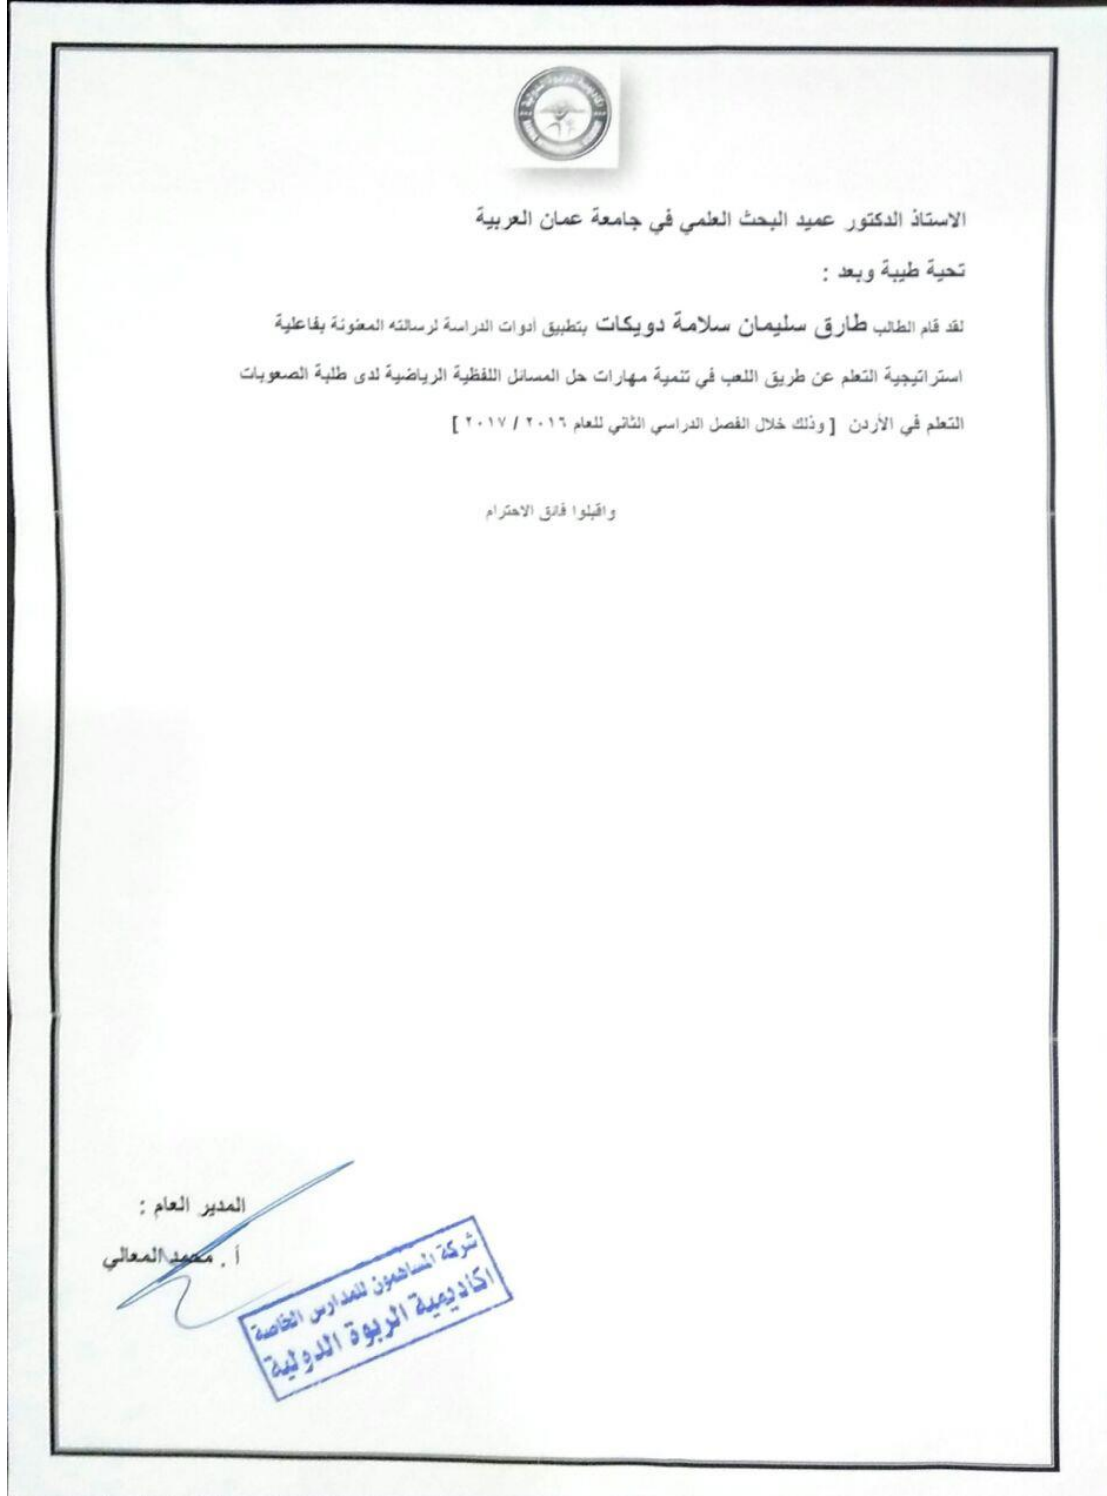 اكاديمية الربوة الدولية
الاستاذ الدكتور عميد البحث العلمي في جامعة عمان العربية
تحية طيبة وبعد :
لقد قام الطالب طارق سليمان سلامة دويكات بتطبيق أدوات الدراسة لرسالته المعنونة بفاعلية
استراتيجية التعلم عن طريق اللعب في تنمية مهارات حل المسائل اللفظية الرياضية لدى طلبة الصعوبات
التعلم في الأردن [ وذلك خلال الفصل الدراسي الثاني للعام ٢٠١٦ / ٢٠١٧ ]
واقبلوا فائق الاحترام
المدير العام :
أ . محمد المعالي
شركة المساهمون للمدارس الخاصة
اكاديمية الربوة الدولية